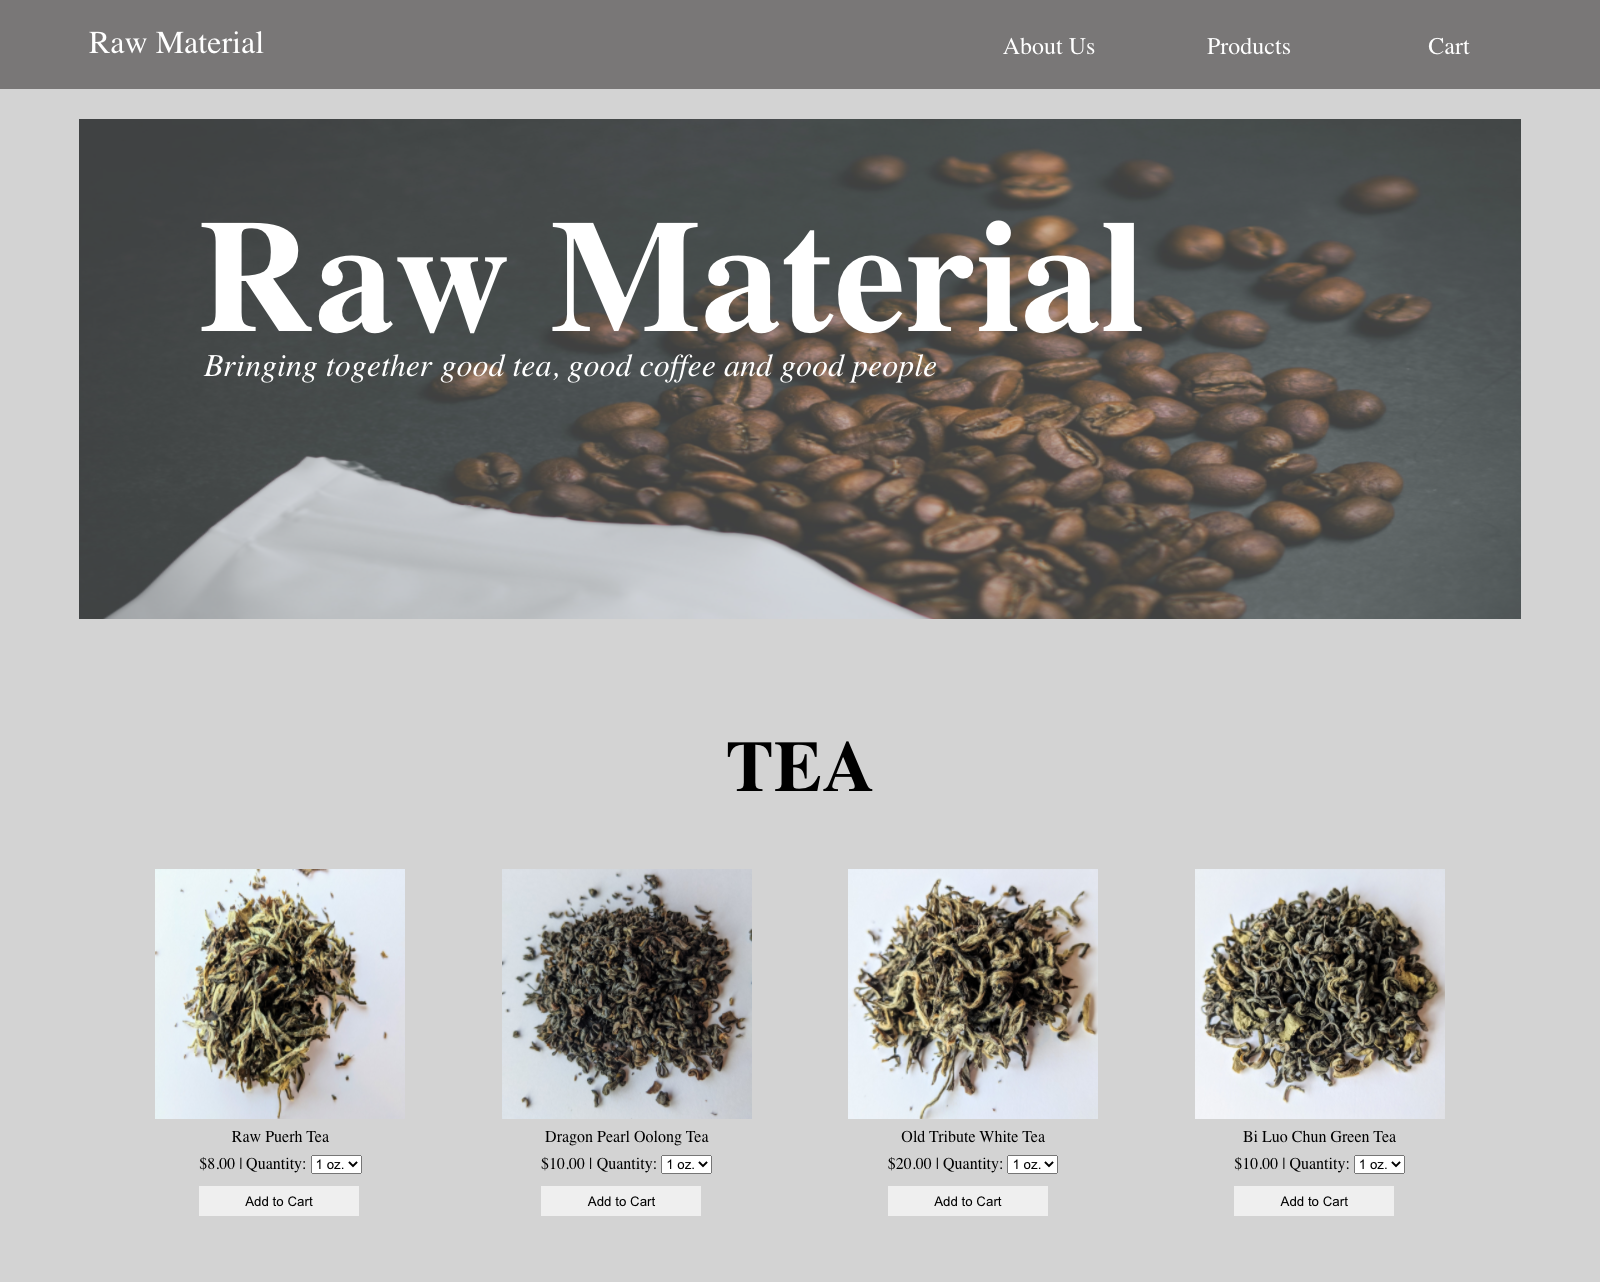 Raw Material
About Us
Products
Cart
Raw Material
Bringing together good tea, good coffee and good people
TEA
Raw Puerh Tea
$8.00 | Quantity: 1 oz.
Add to Cart
Dragon Pearl Oolong Tea
$10.00 | Quantity: 1 oz.
Add to Cart
Old Tribute White Tea
$20.00 | Quantity: 1 oz.
Add to Cart
Bi Luo Chun Green Tea
$10.00 | Quantity: 1 oz.
Add to Cart